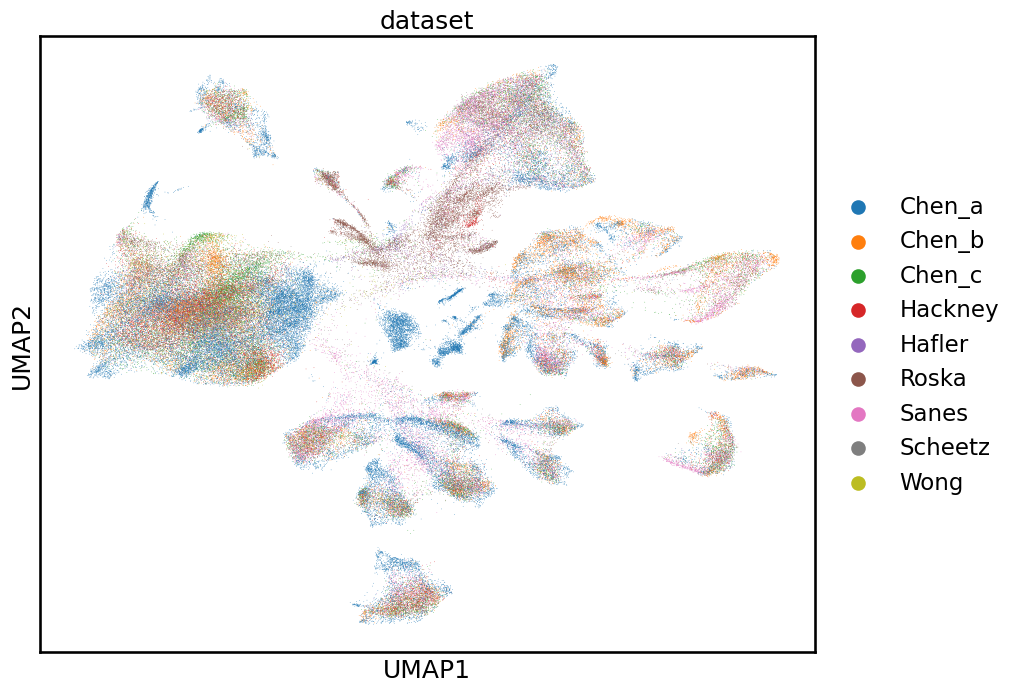 dataset
UMAP2
UMAP1
Chen_a
Chen_b
Chen_c
Hackney
Hafler
Roska
Sanes
Scheetz
Wong